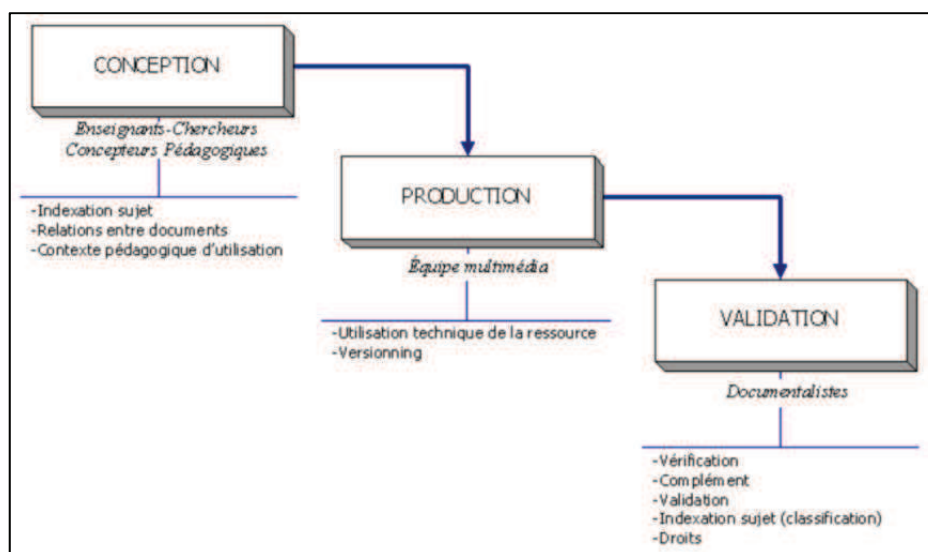 CONCEPTION
Enseignants-Chercheurs
Concepteurs Pédagogiques
-Indexation sujet
-Relations entre documents
-Contexte pédagogique d'utilisation
PRODUCTION
Équipe multimédia
-Utilisation technique de la ressource
-Versionning
VALIDATION
Documentalistes
-Vérification
-Complément
-Validation
-Indexation sujet (classification)
-Droits